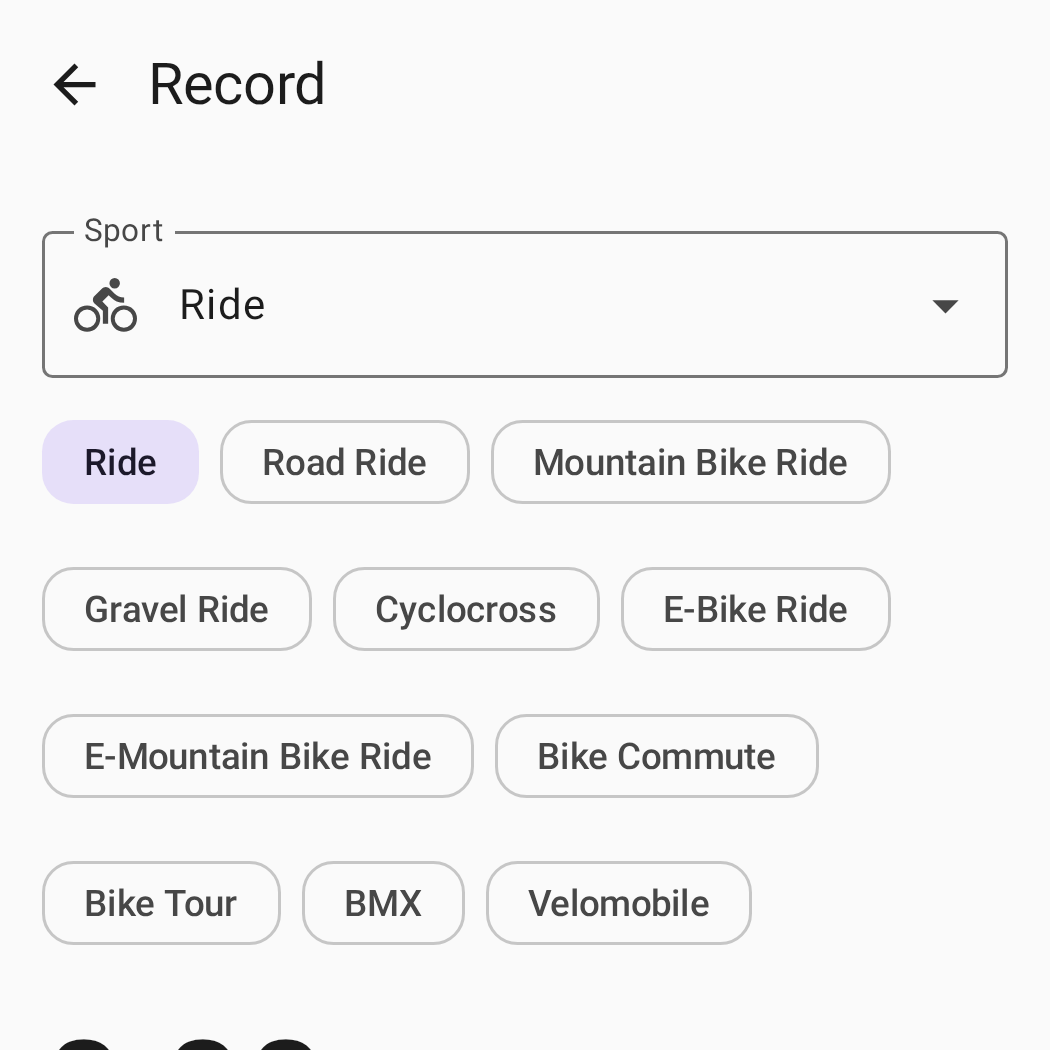 Record
Sport
Ride
Ride Road Ride Mountain Bike Ride
Gravel Ride Cyclocross E-Bike Ride
E-Mountain Bike Ride Bike Commute
Bike Tour BMX Velomobile